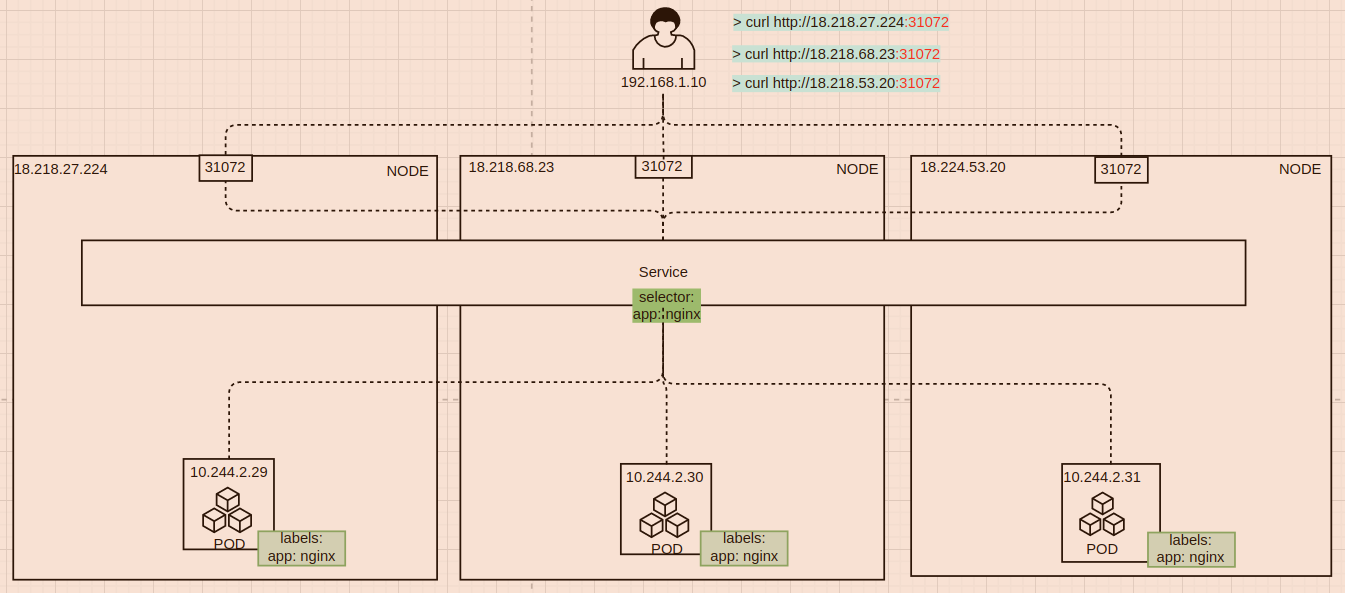 > curl http://18.218.27.224:31072
> curl http://18.218.68.23:31072
> curl http://18.218.53.20:31072
192.168.1.10
18.218.27.224
31072
NODE
18.218.68.23
31072
NODE
18.224.53.20
31072
NODE
Service
selector:
app: nginx
10.244.2.29
POD
labels:
app: nginx
10.244.2.30
POD
labels:
app: nginx
10.244.2.31
POD
labels:
app: nginx